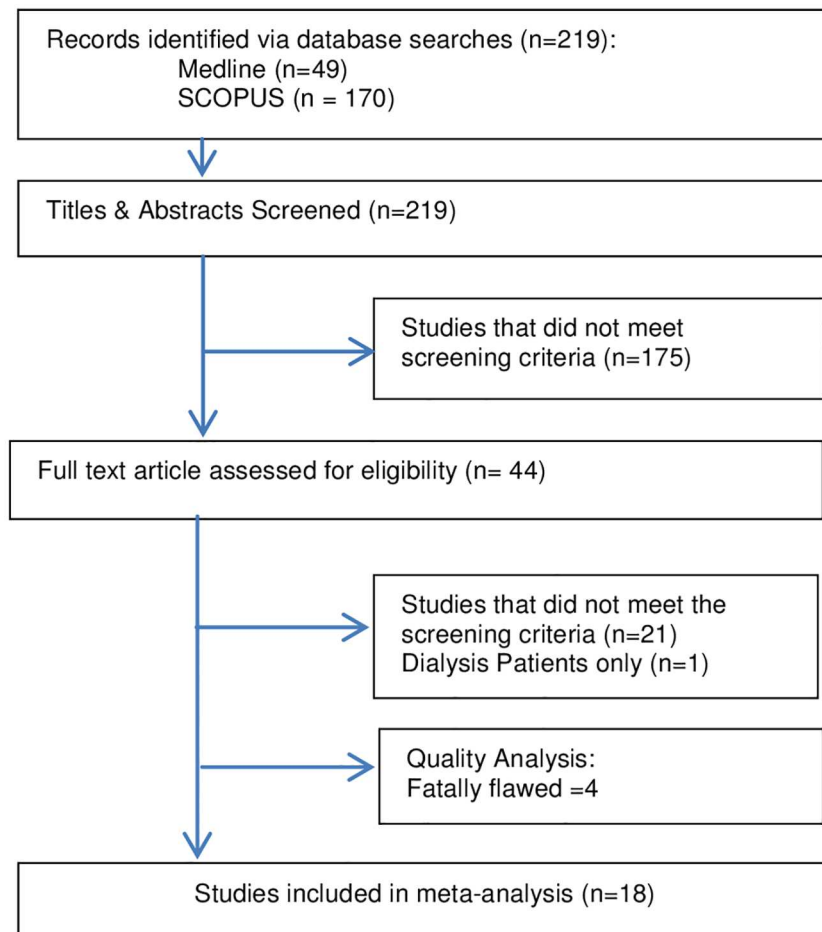 Records identified via database searches (n=219):
Medline (n=49)
SCOPUS (n = 170)
Titles & Abstracts Screened (n=219)
Studies that did not meet
screening criteria (n=175)
Full text article assessed for eligibility (n= 44)
Studies that did not meet the
screening criteria (n=21)
Dialysis Patients only (n=1)
Quality Analysis:
Fatally flawed =4
Studies included in meta-analysis (n=18)